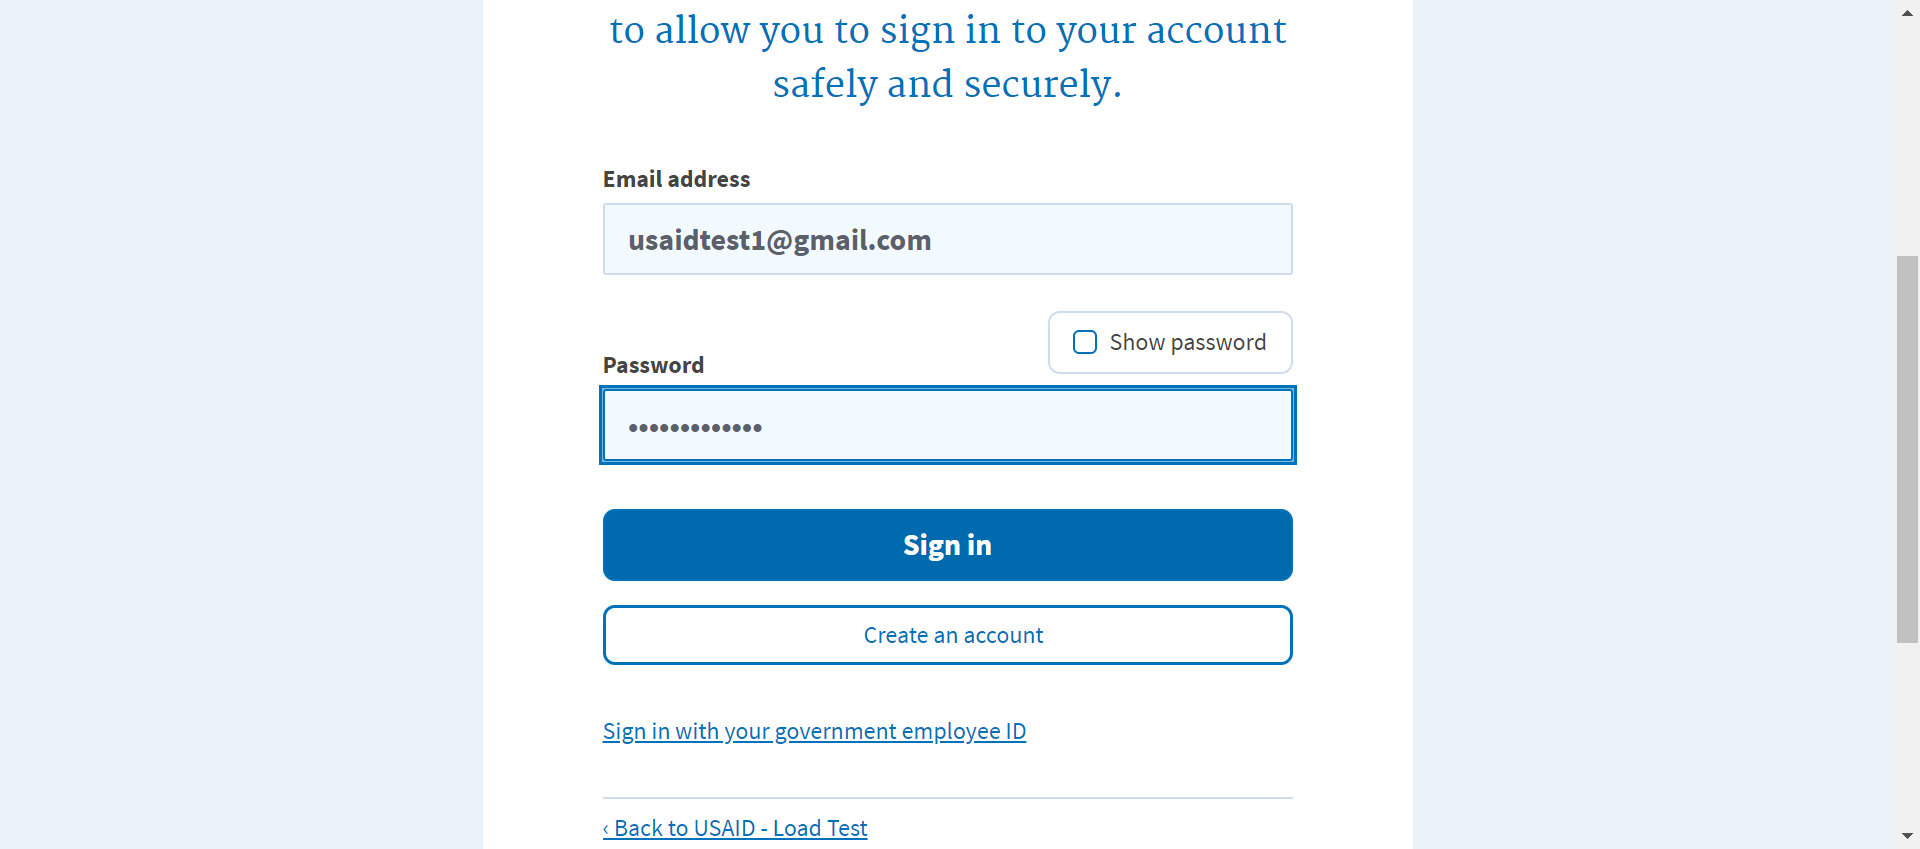 to allow you to sign in to your account
safely and securely.
Email address
usaidtest1@gmail.com
Show password
Password
•••••••••••••
Sign in
Create an account
Sign in with your government employee ID
‹ Back to USAID - Load Test